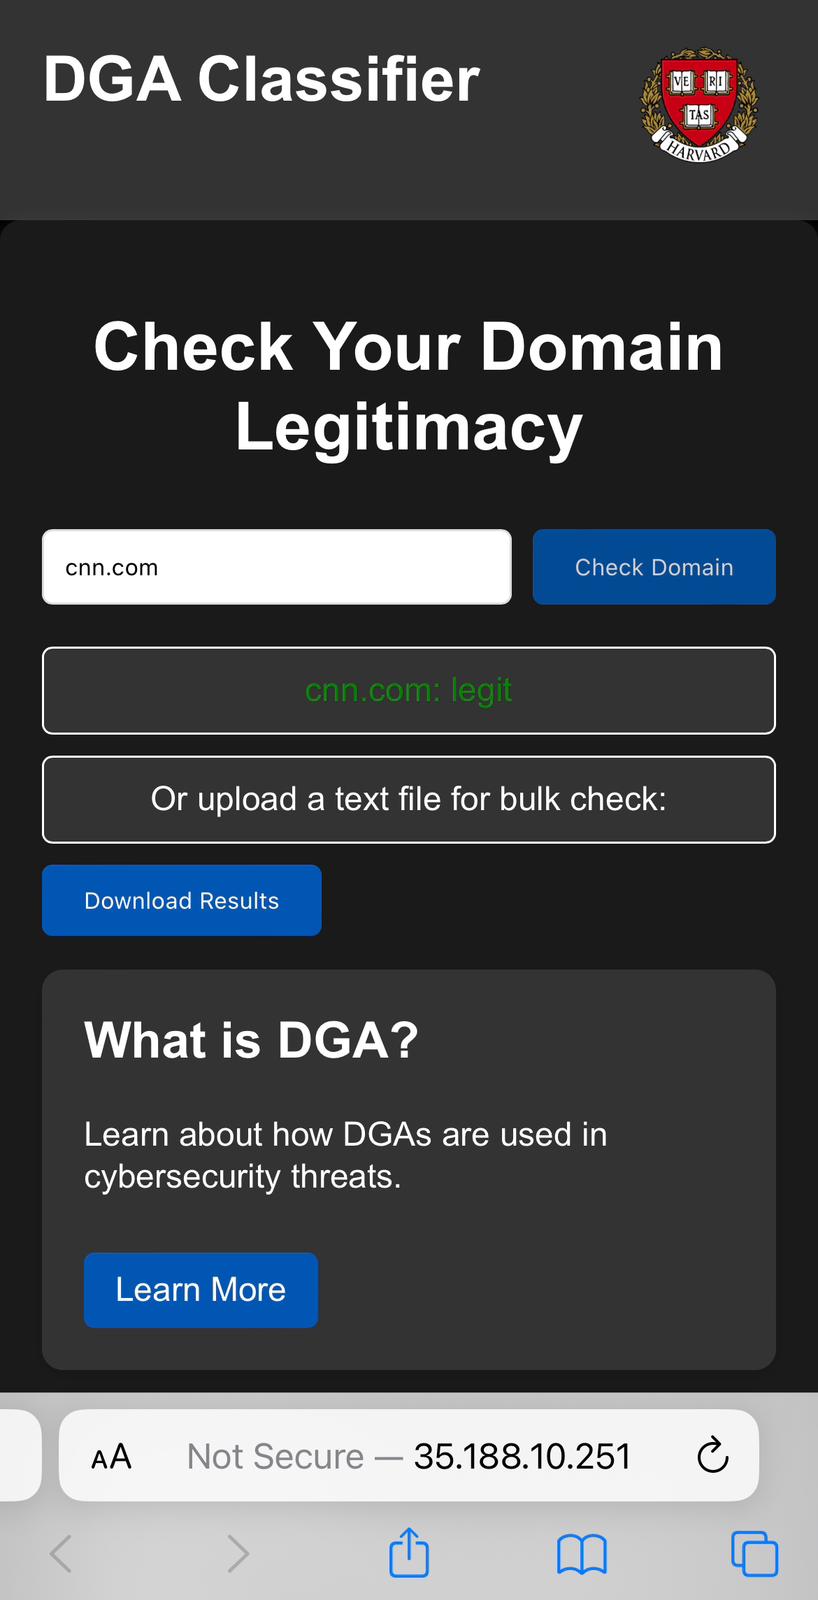 DGA Classifier
VE RI
TAS
HARVARD
Check Your Domain
Legitimacy
cnn.com
Check Domain
cnn.com: legit
Or upload a text file for bulk check:
Download Results
What is DGA?
Learn about how DGAs are used in
cybersecurity threats.
Learn More
AA Not Secure — 35.188.10.251